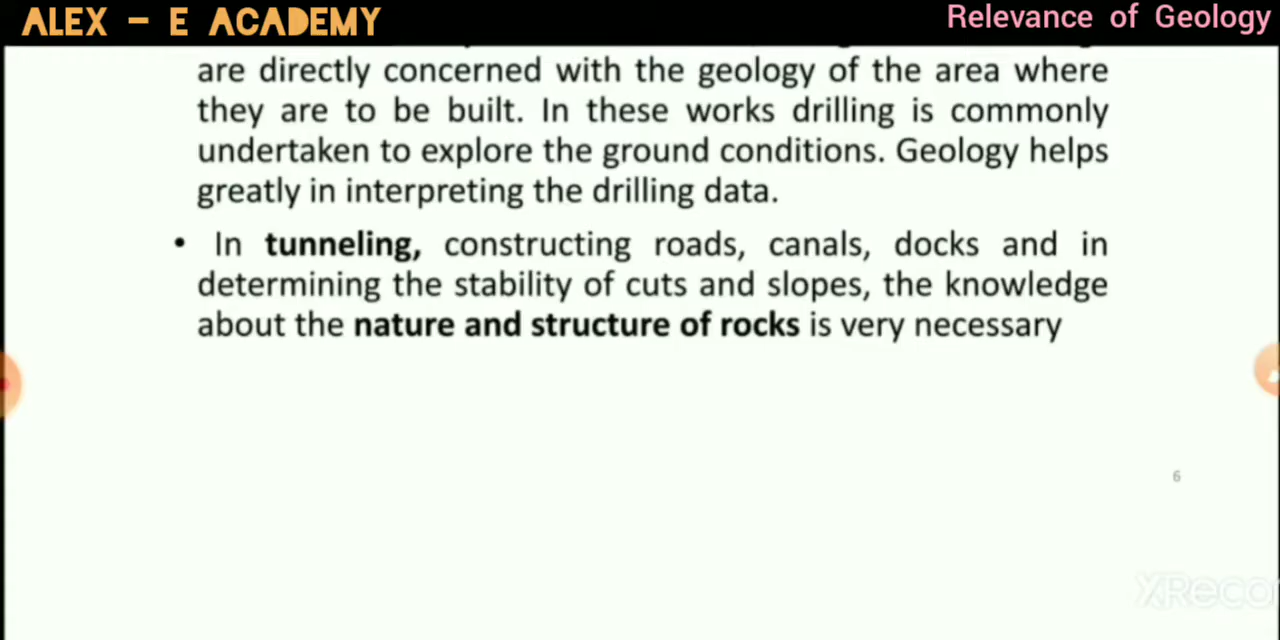 ALEX - E ACADEMY
Relevance of Geology
are directly concerned with the geology of the area where
they are to be built. In these works drilling is commonly
undertaken to explore the ground conditions. Geology helps
greatly in interpreting the drilling data.
• In tunneling, constructing roads, canals, docks and in
determining the stability of cuts and slopes, the knowledge
about the nature and structure of rocks is very necessary
6
XRecor